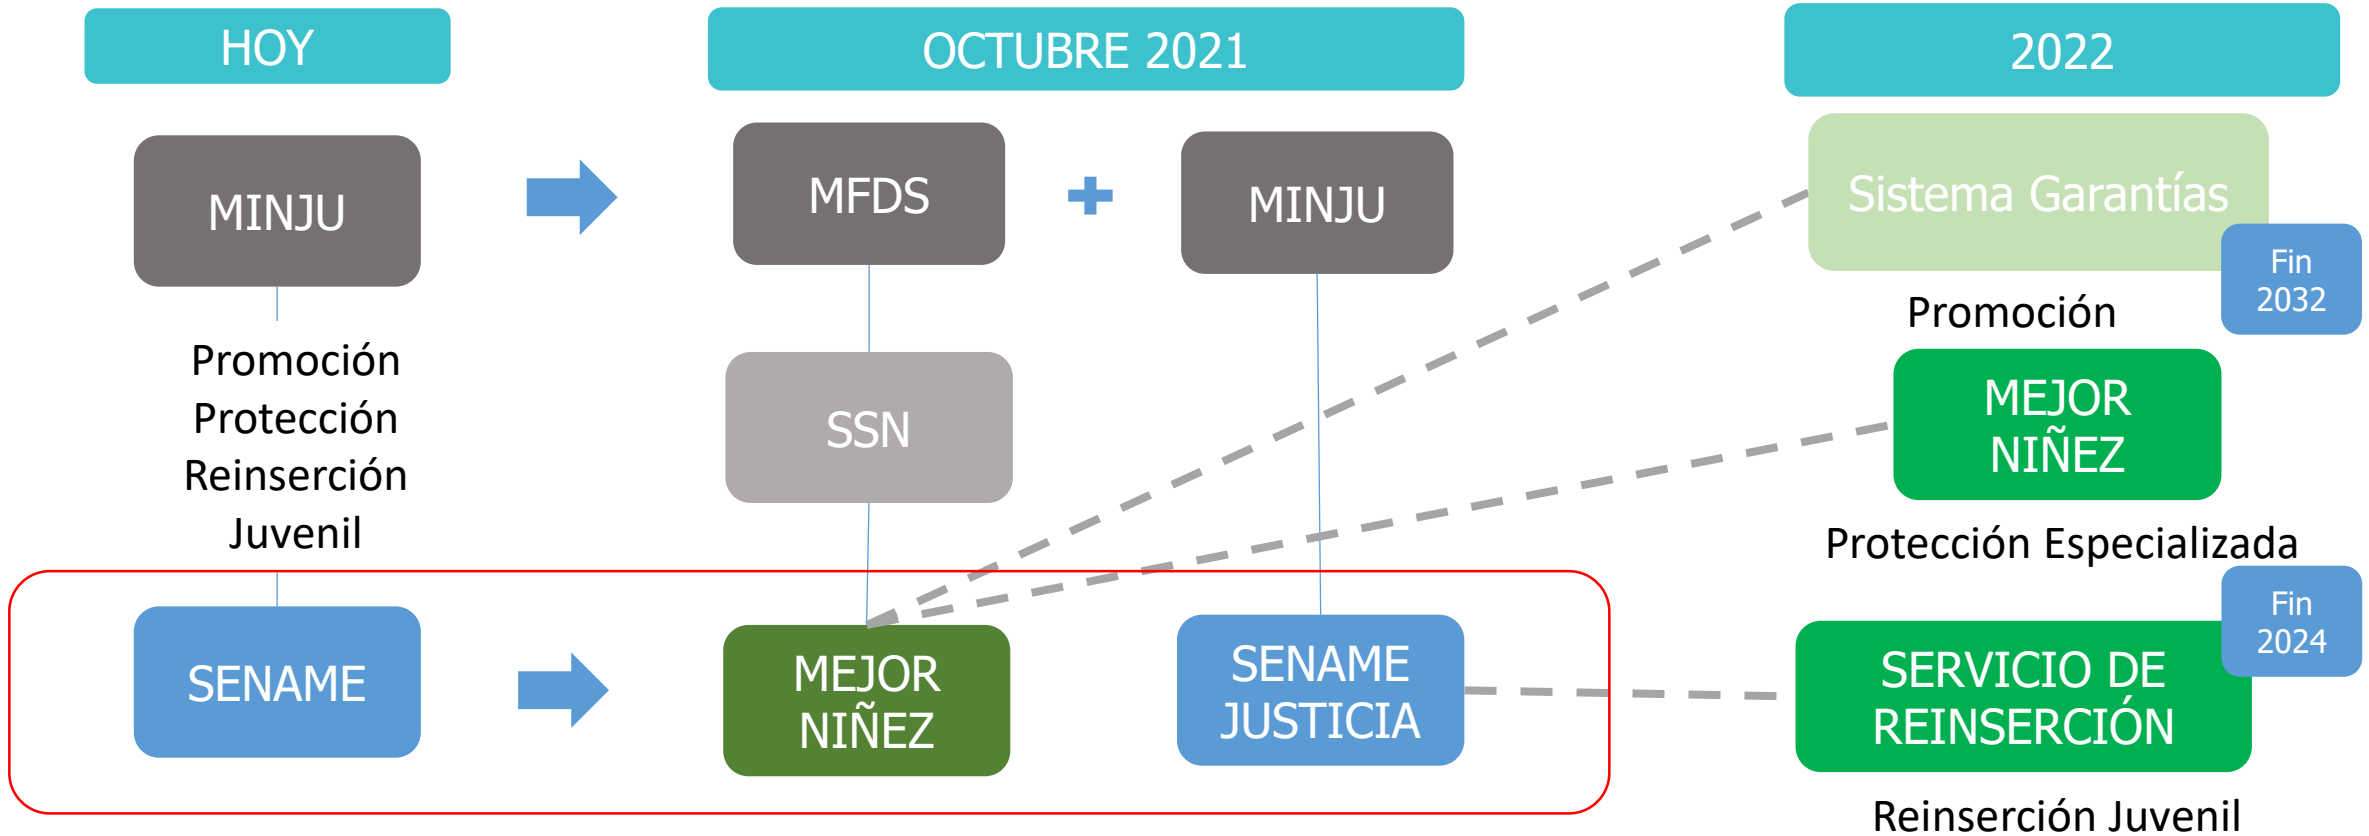 HOY
MINJU
Promoción
Protección
Reinserción
Juvenil
SENAME
OCTUBRE 2021
MFDS
MINJU
SSN
MEJOR
NIÑEZ
SENAME
JUSTICIA
2022
Sistema Garantías
Fin
2032
Promoción
MEJOR
NIÑEZ
Protección Especializada
Fin
2024
SERVICIO DE
REINSERCIÓN
Reinserción Juvenil